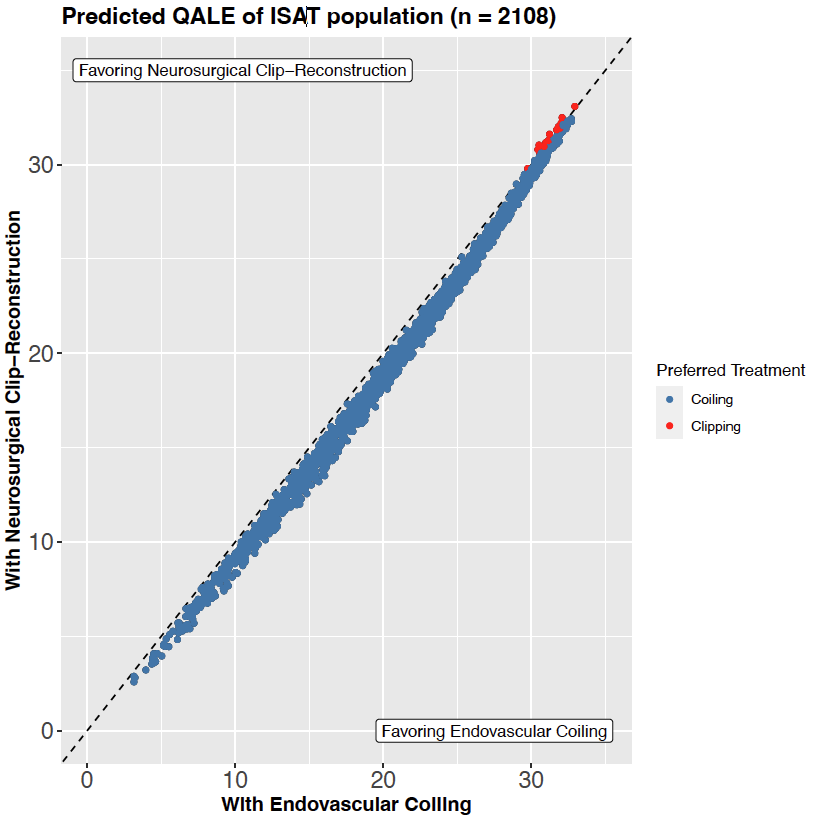 Predicted QALE of ISAT population (n = 2108)
Favoring Neurosurgical Clip−Reconstruction
With Neurosurgical Clip−Reconstruction
30
20
10
0
Favoring Endovascular Coiling
0 10 20 30
With Endovascular Coiling
Preferred Treatment
Coiling
Clipping